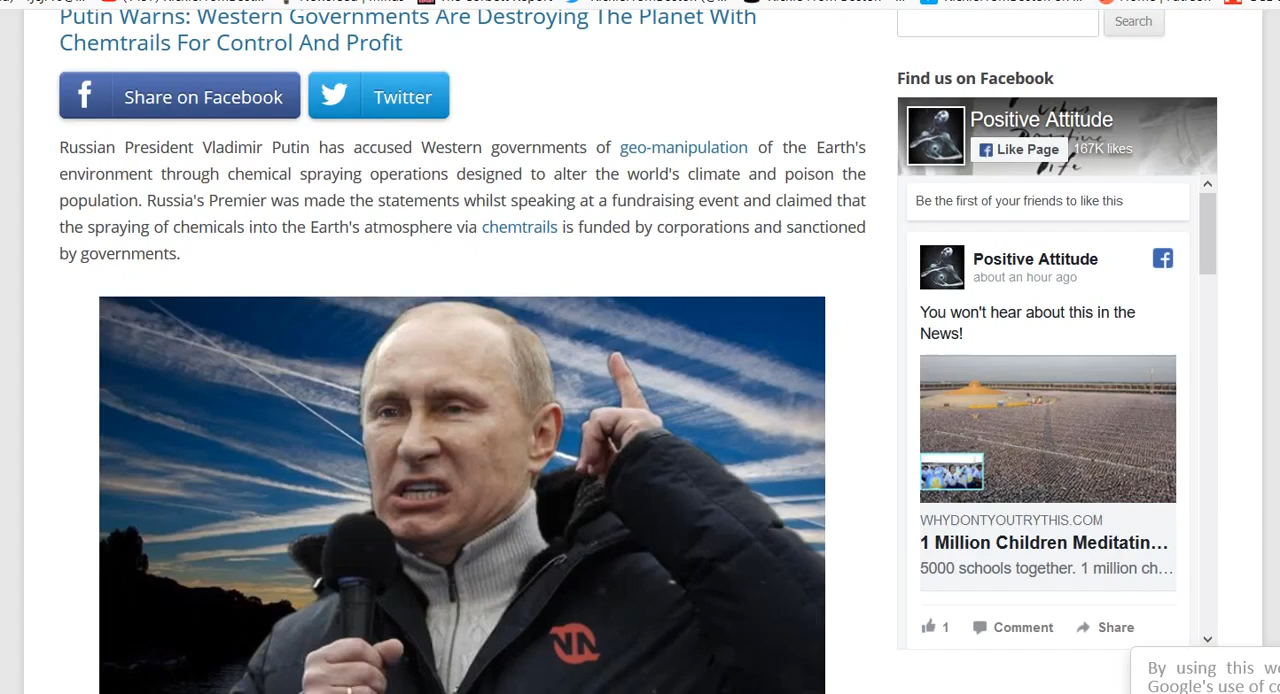 Putin Warns: Western Governments Are Destroying The Planet With
Chemtrails For Control And Profit
Share on Facebook
Twitter
Russian President Vladimir Putin has accused Western governments of geo-manipulation of the Earth's
environment through chemical spraying operations designed to alter the world's climate and poison the
population. Russia's Premier was made the statements whilst speaking at a fundraising event and claimed that
the spraying of chemicals into the Earth's atmosphere via chemtrails is funded by corporations and sanctioned
by governments.
Search
Find us on Facebook
Positive Attitude
Like Page
167K likes
Be the first of your friends to like this
Positive Attitude
about an hour ago
You won't hear about this in the
News!
WHYDONTYOUTRYTHIS.COM
1 Million Children Meditatin...
5000 schools together. 1 million ch...
1
Comment
Share
By using this we
Google's use of co